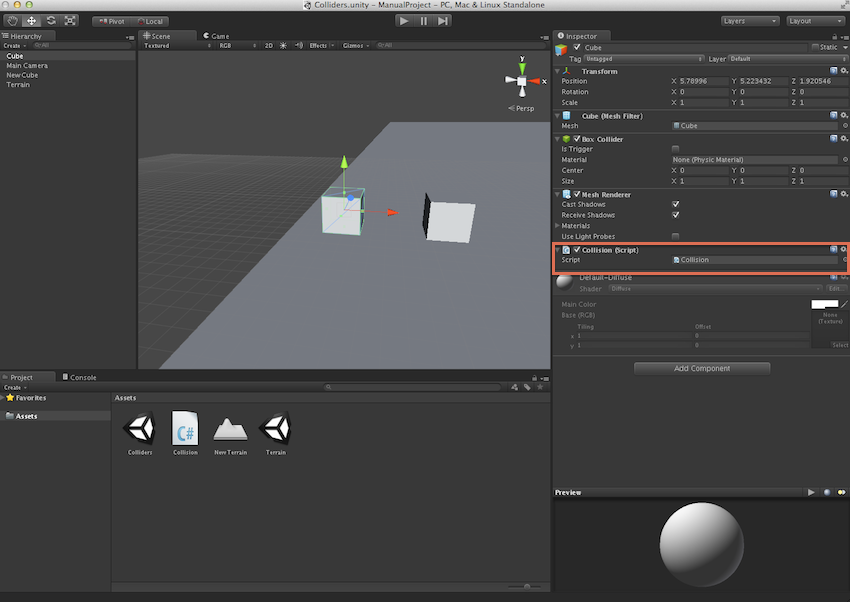 Colliders.unity - ManualProject - PC, Mac & Linux Standalone
Pivot Local Layers Layout
Hierarchy Scene Game Inspector
Create All Textured RGB 2D Effects Gizmos All
Cube Static
Tag Untagged Layer Default
Cube
Main Camera
NewCube
Terrain
Transform
Position X 5.78996 Y 5.223432 Z 1.920546
Rotation X 0 Y 0 Z 0
Scale X 1 Y 1 Z 1
y
x
Persp
Cube (Mesh Filter)
Mesh Cube
Box Collider
Is Trigger
Material None (Physic Material)
Center X 0 Y 0 Z 0
Size X 1 Y 1 Z 1
Mesh Renderer
Cast Shadows
Receive Shadows
Materials
Use Light Probes
Collision (Script)
Script Collision
Default-Diffuse
Shader Diffuse Edit...
Main Color
Base (RGB) None
(Texture)
Tiling Offset
x 1 0
y 1 0 Select
Add Component
Project Console
Create
Favorites
Assets
Assets
C#
Colliders Collision New Terrain Terrain
Preview